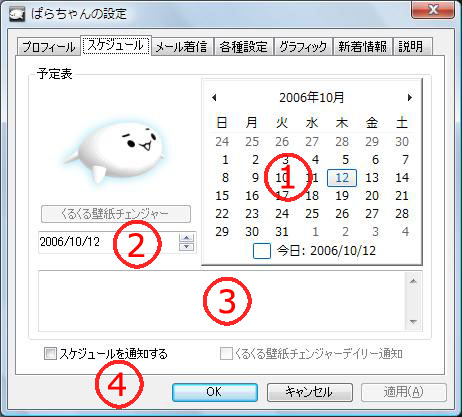 ぱらちゃんの設定
プロフィール スケジュール メール着信 各種設定 グラフィック 新着情報 説明
予定表
2006年10月
日 月 火 水 木 金 土
24 25 26 27 28 29 30
1 2 3 4 5 6 7
8 9 10 11 12 13 14
①
15 16 17 18 19 20 21
22 23 24 25 26 27 28
29 30 31 1 2 3 4
今日: 2006/10/12
くるくる壁紙チェンジャー
2006/10/12
②
③
スケジュールを通知する くるくる壁紙チェンジャーデイリー通知
④
OK キャンセル 適用(A)